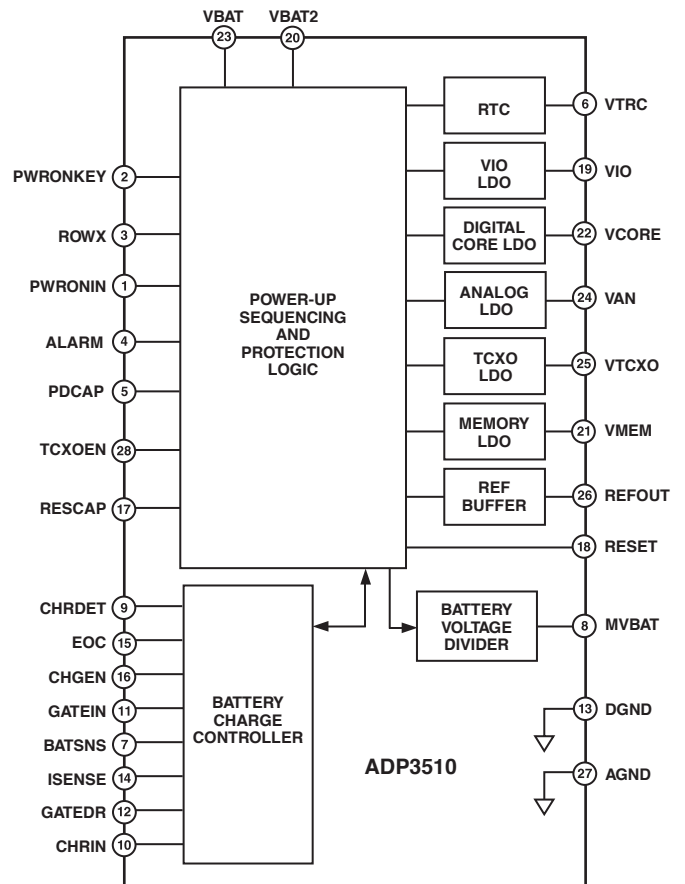 VBAT
VBAT2
23
20
RTC
6
VTRC
PWRONKEY
2
VIO
LDO
19
VIO
ROWX
3
DIGITAL
CORE LDO
22
VCORE
PWRONIN
1
POWER-UP
SEQUENCING
AND
PROTECTION
LOGIC
ANALOG
LDO
24
VAN
ALARM
4
TCXO
LDO
25
VTCXO
PDCAP
5
MEMORY
LDO
21
VMEM
TCXOEN
28
REF
BUFFER
26
REFOUT
RESCAP
17
18
RESET
CHRDET
9
BATTERY
VOLTAGE
DIVIDER
8
MVBAT
EOC
15
CHGEN
16
GATEIN
11
BATTERY
CHARGE
CONTROLLER
13
DGND
BATSNS
7
ISENSE
14
ADP3510
27
AGND
GATEDR
12
CHRIN
10